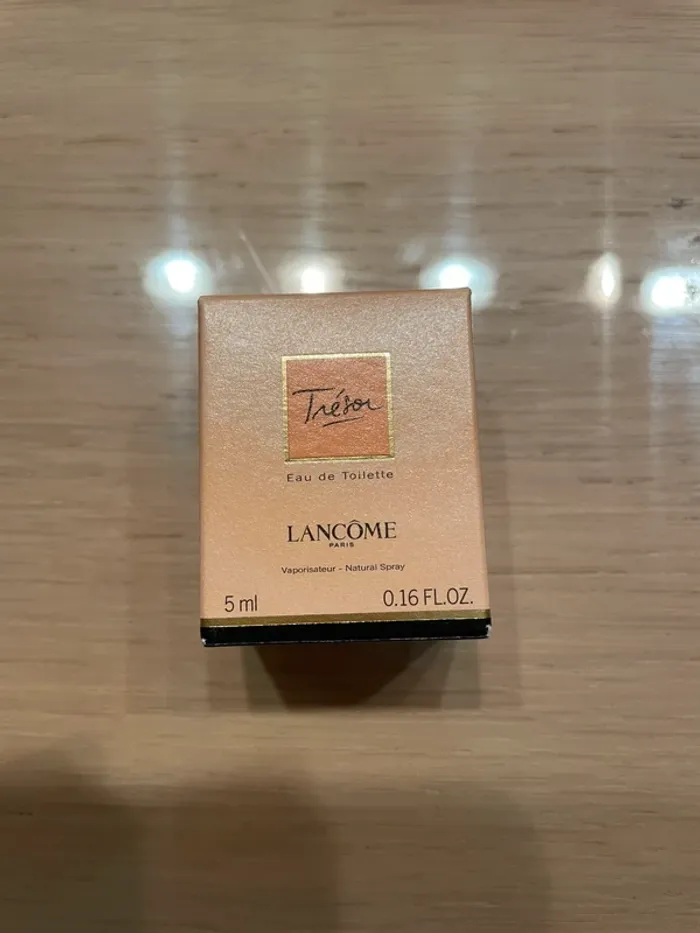 Trésor
Eau de Toilette
LANCÔME
PARIS
Vaporisateur - Natural Spray
5 ml 0.16 FL.OZ.